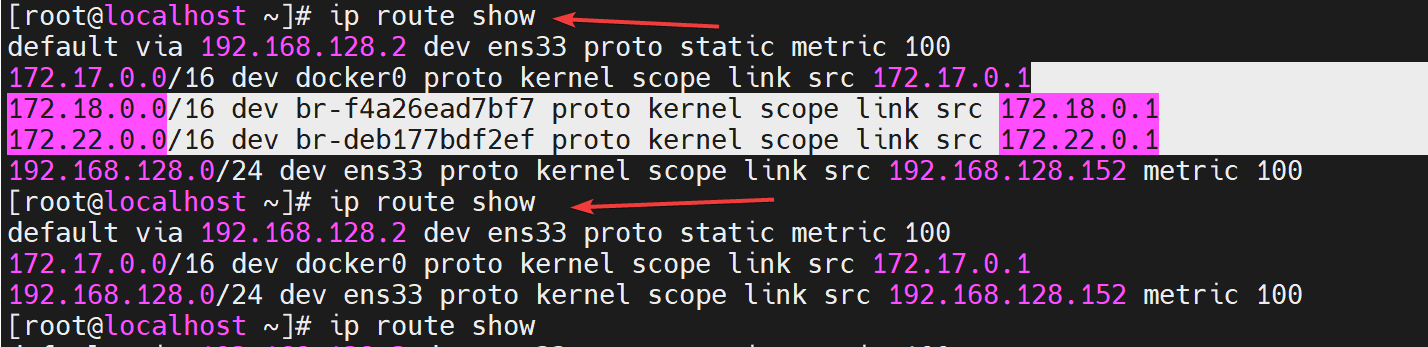 [root@localhost ~]# ip route show
default via 192.168.128.2 dev ens33 proto static metric 100
172.17.0.0/16 dev docker0 proto kernel scope link src 172.17.0.1
172.18.0.0/16 dev br-f4a26ead7bf7 proto kernel scope link src 172.18.0.1
172.22.0.0/16 dev br-deb177bdf2ef proto kernel scope link src 172.22.0.1
192.168.128.0/24 dev ens33 proto kernel scope link src 192.168.128.152 metric 100
[root@localhost ~]# ip route show
default via 192.168.128.2 dev ens33 proto static metric 100
172.17.0.0/16 dev docker0 proto kernel scope link src 172.17.0.1
192.168.128.0/24 dev ens33 proto kernel scope link src 192.168.128.152 metric 100
[root@localhost ~]# ip route show